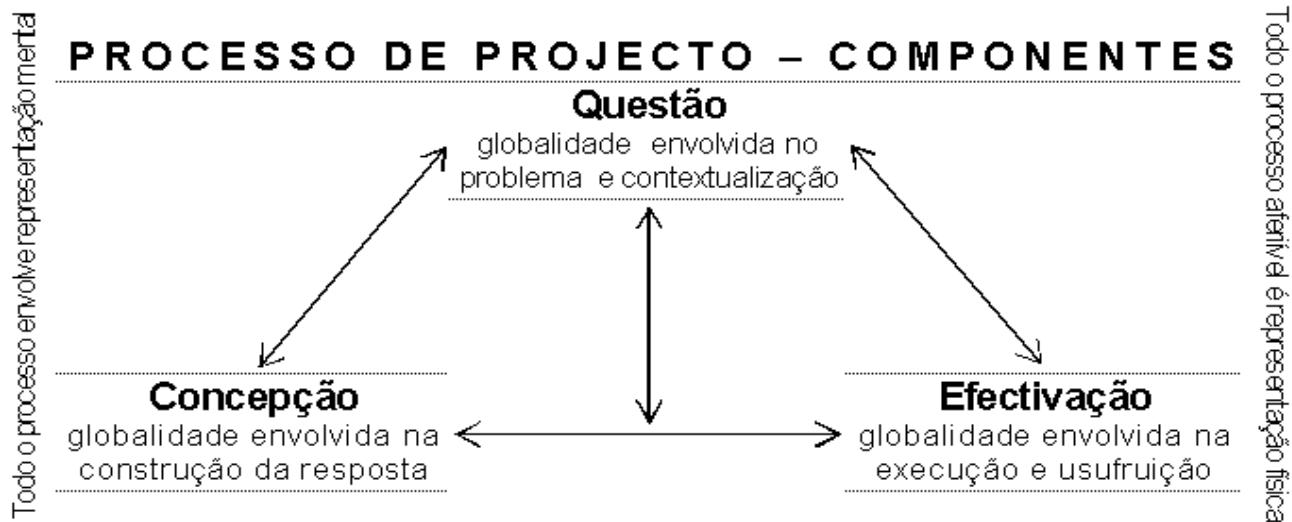 PROCESSO DE PROJECTO – COMPONENTES
Questão
globalidade envolvida no
problema e contextualização
Concepção
globalidade envolvida na
construção da resposta
Efectivação
globalidade envolvida na
execução e usufruição
Todo o processo envolve representação mental
Todo o processo aferível é representação física